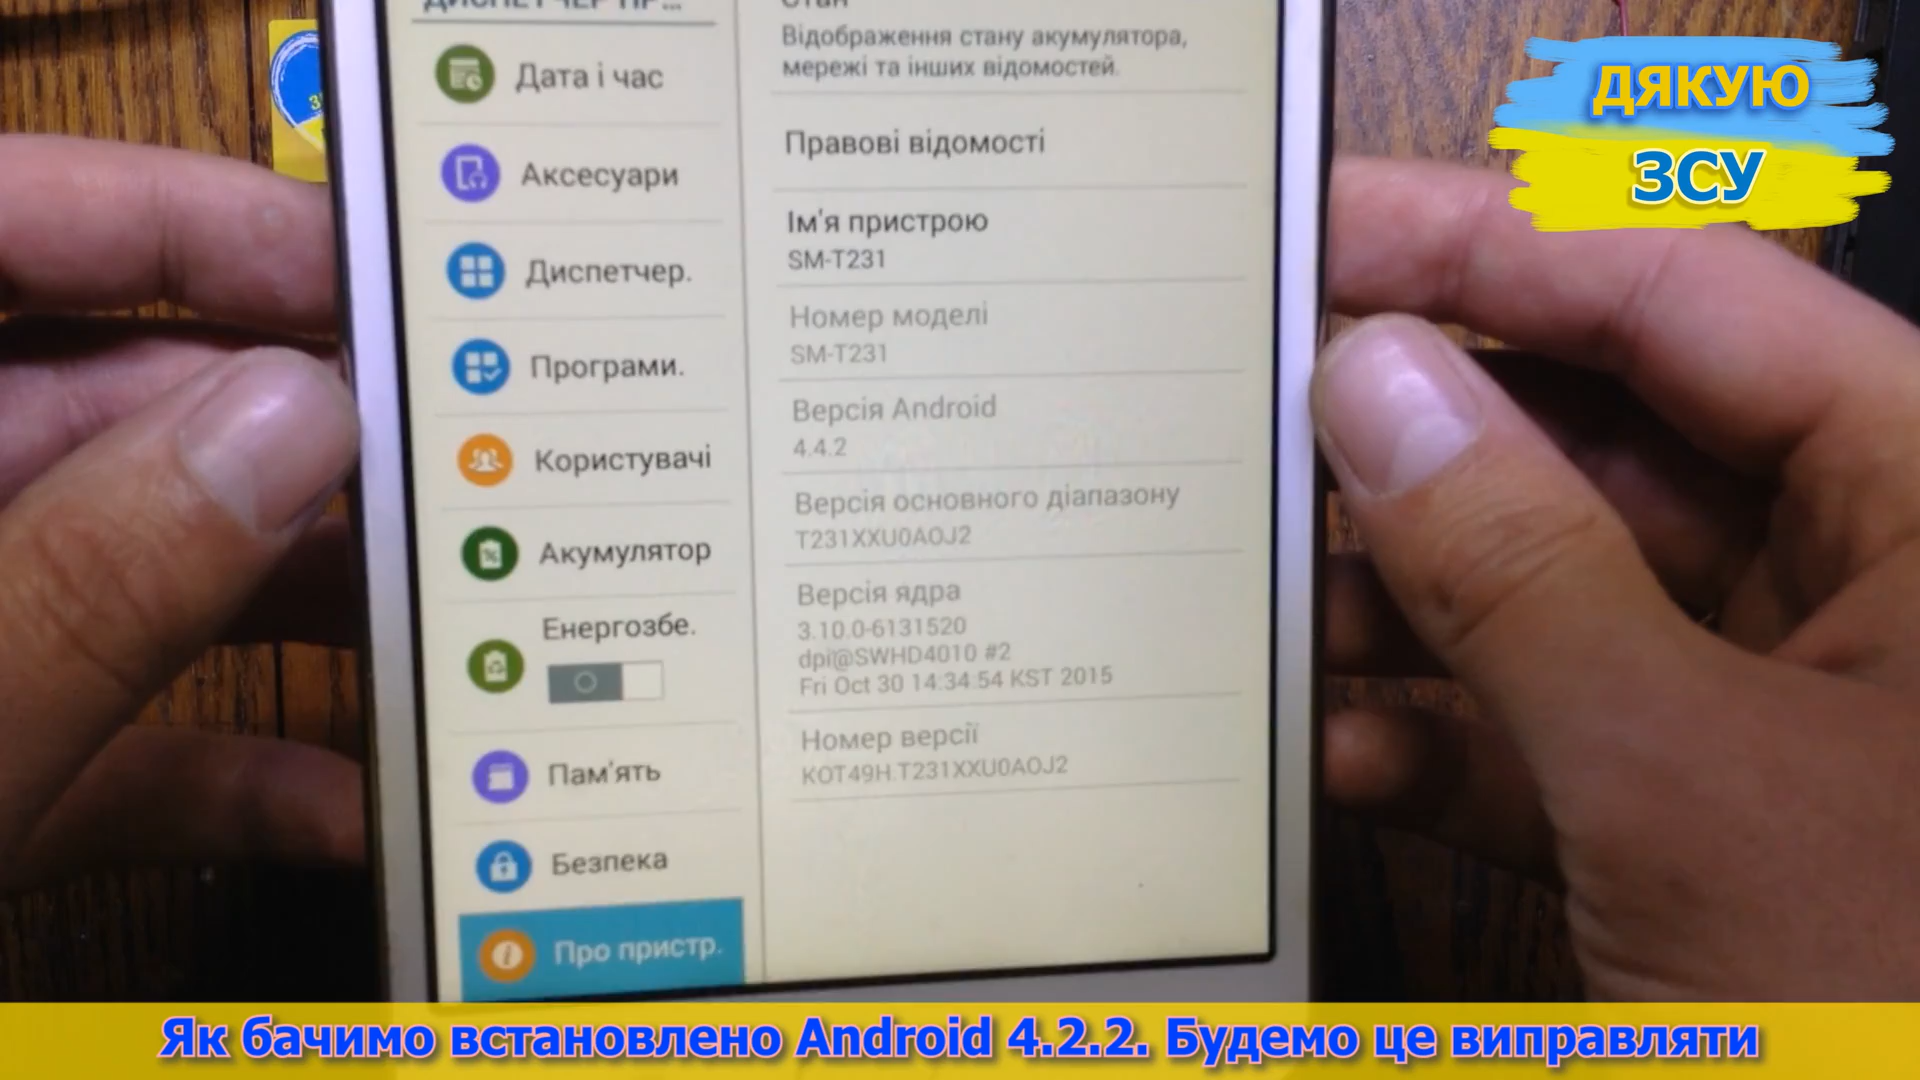 Дата і час
Аксесуари
Диспетчер.
Програми.
Користувачі
Акумулятор
Енергозбе.
Пам'ять
Безпека
Про пристр.
Стан
Відображення стану акумулятора,
мережі та інших відомостей.
Правові відомості
Ім'я пристрою
SM-T231
Номер моделі
SM-T231
Версія Android
4.4.2
Версія основного діапазону
T231XXU0AOJ2
Версія ядра
3.10.0-6131520
dpi@SWHD4010 #2
Fri Oct 30 14:34:54 KST 2015
Номер версії
KOT49H.T231XXU0AOJ2
ДЯКУЮ
ЗСУ
Як бачимо встановлено Android 4.2.2. Будемо це виправляти